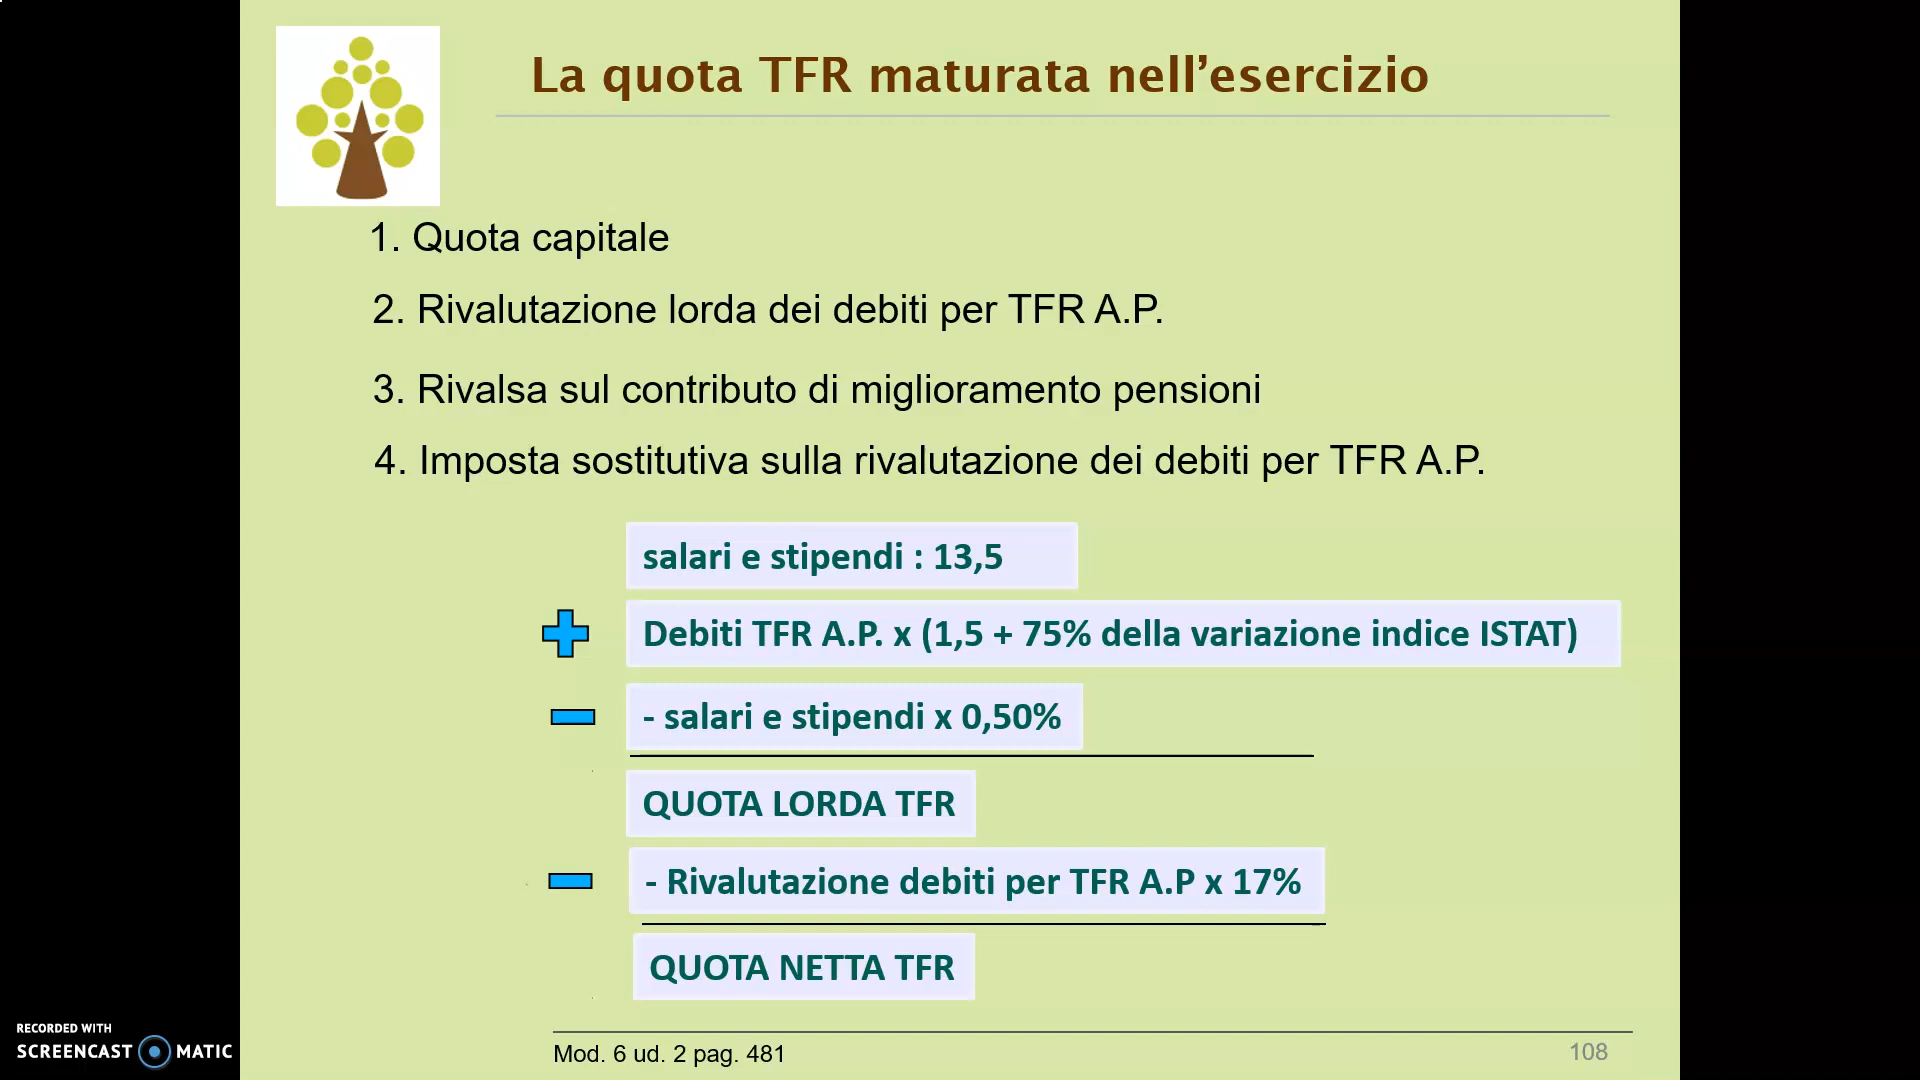 La quota TFR maturata nell’esercizio
1. Quota capitale
2. Rivalutazione lorda dei debiti per TFR A.P.
3. Rivalsa sul contributo di miglioramento pensioni
4. Imposta sostitutiva sulla rivalutazione dei debiti per TFR A.P.
salari e stipendi : 13,5
Debiti TFR A.P. x (1,5 + 75% della variazione indice ISTAT)
- salari e stipendi x 0,50%
QUOTA LORDA TFR
- Rivalutazione debiti per TFR A.P x 17%
QUOTA NETTA TFR
Mod. 6 ud. 2 pag. 481
108
RECORDED WITH
SCREENCAST MATIC